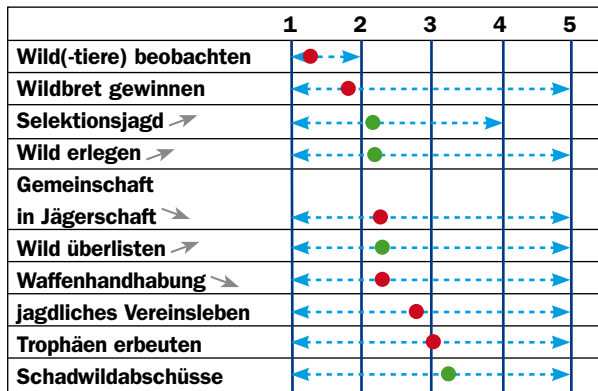 1 2 3 4 5
Wild(-tiere) beobachten
Wildbret gewinnen
Selektionsjagd
Wild erlegen
Gemeinschaft
in Jägerschaft
Wild überlisten
Waffenhandhabung
jagdliches Vereinsleben
Trophäen erbeuten
Schadwildabschüsse